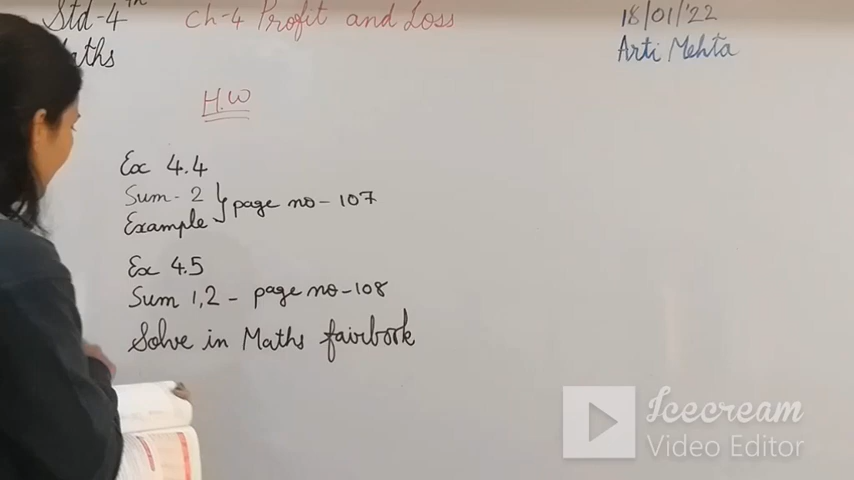 Std-4th Ch-4 Profit and Loss 18/01/'22
Maths Arti Mehta
H.W
Ex 4.4
Sum - 2
Example } page no - 107
Ex 4.5
Sum 1,2 - page no - 108
Solve in Maths fairbook
Icecream
Video Editor